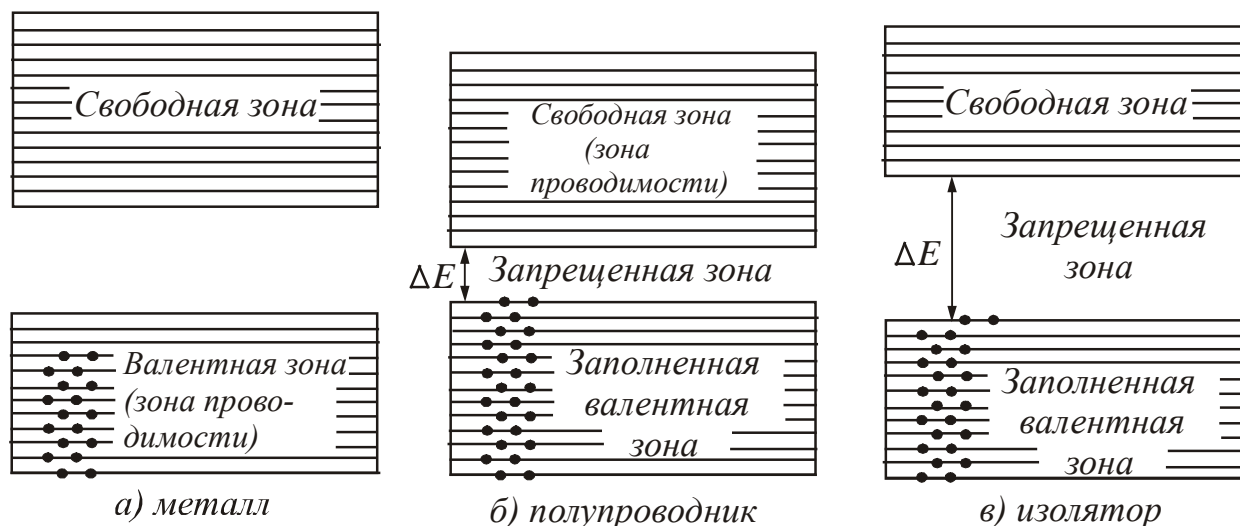 Свободная зона
Валентная зона
(зона прово-
димости)
а) металл
Свободная зона
(зона
проводимости)
ΔE
Запрещенная зона
Заполненная
валентная
зона
б) полупроводник
Свободная зона
ΔE
Запрещенная
зона
Заполненная
валентная
зона
в) изолятор